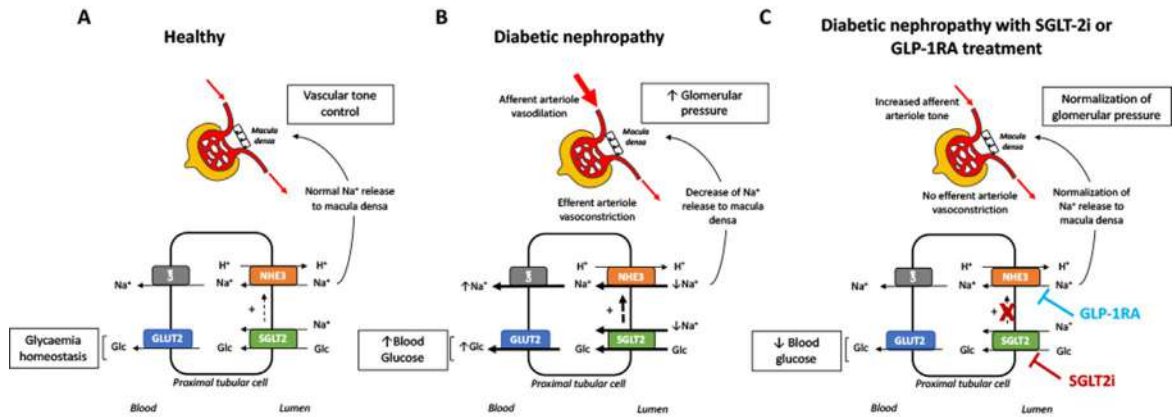 A
Healthy
Vascular tone
control
Macula
densa
Normal Na⁺ release
to macula densa
H⁺
H⁺
NHE3
Na⁺
Na⁺
Na⁺
+
Na⁺
Glycaemia
homeostasis
Glc
GLUT2
Glc
SGLT2
Glc
Proximal tubular cell
Blood
Lumen
B
Diabetic nephropathy
Afferent arteriole
vasodilation
↑ Glomerular
pressure
Macula
densa
Efferent arteriole
vasoconstriction
Decrease of Na⁺
release to macula
densa
H⁺
H⁺
NHE3
↑Na⁺
Na⁺
↓Na⁺
+
↓Na⁺
↑Blood
Glucose
↑Glc
GLUT2
Glc
SGLT2
Glc
Proximal tubular cell
Blood
Lumen
C
Diabetic nephropathy with SGLT-2i or
GLP-1RA treatment
Increased afferent
arteriole tone
Normalization of
glomerular pressure
Macula
densa
No efferent arteriole
vasoconstriction
Normalization of
Na⁺ release to
macula densa
H⁺
H⁺
NHE3
Na⁺
Na⁺
Na⁺
GLP-1RA
+
X
Na⁺
↓ Blood
glucose
Glc
GLUT2
Glc
SGLT2
Glc
SGLT2i
Proximal tubular cell
Blood
Lumen